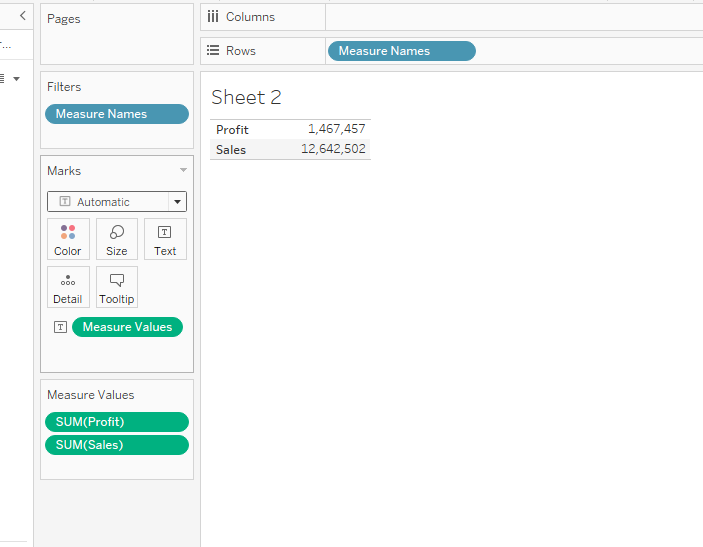 Pages
Columns
Rows
Measure Names
Filters
Measure Names
Marks
Automatic
Color
Size
Text
Detail
Tooltip
Measure Values
Measure Values
SUM(Profit)
SUM(Sales)
Sheet 2
Profit 1,467,457
Sales 12,642,502